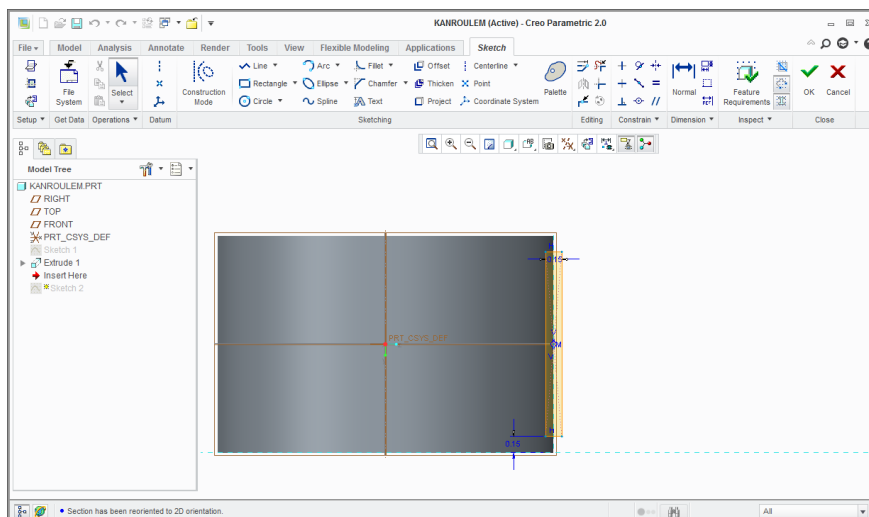 KANROULEM (Active) - Creo Parametric 2.0
File Model Analysis Annotate Render Tools View Flexible Modeling Applications Sketch
Line Arc Fillet Offset Centerline
Rectangle Ellipse Chamfer Thicken Point
Circle Spline Text Project Coordinate System
File System
Select
Construction Mode
Palette
Normal
Feature Requirements
OK Cancel
Setup Get Data Operations Datum Sketching Editing Constrain Dimension Inspect Close
Model Tree
KANROULEM.PRT
RIGHT
TOP
FRONT
PRT_CSYS_DEF
Sketch 1
Extrude 1
Insert Here
Sketch 2
H
0.15
PRT_CSYS_DEF
V
M
V
H
0.15
Section has been reoriented to 2D orientation.
All